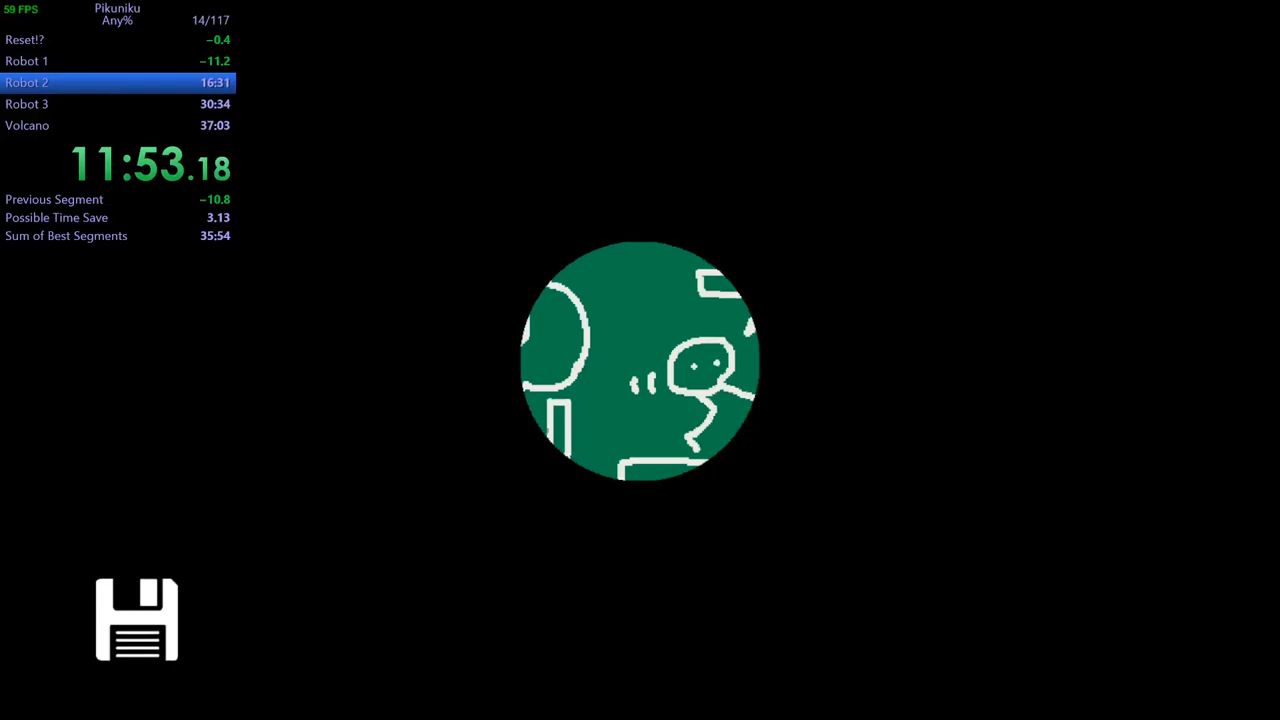 59 FPS
Pikuniku
Any% 14/117
Reset!? −0.4
Robot 1 −11.2
Robot 2 16:31
Robot 3 30:34
Volcano 37:03
11:53.18
Previous Segment −10.8
Possible Time Save 3.13
Sum of Best Segments 35:54